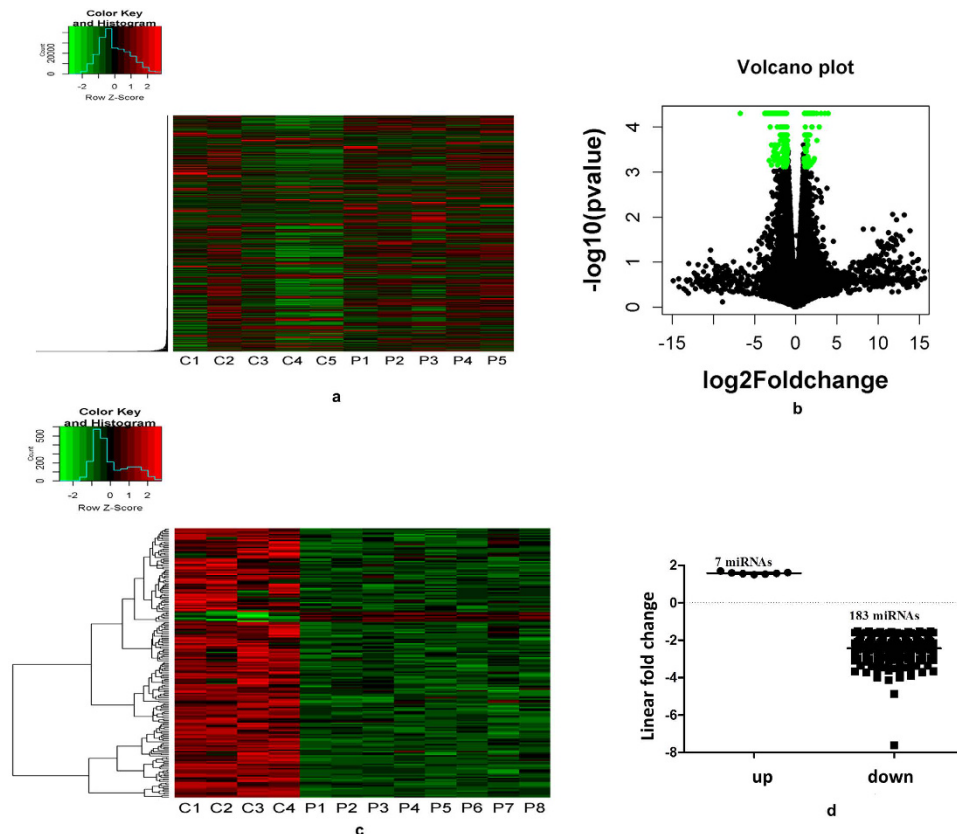 Color Key
and Histogram
Count
0 20000
-2 0 1 2
Row Z-Score
C1 C2 C3 C4 C5 P1 P2 P3 P4 P5
a
Volcano plot
-log10(pvalue)
4
3
2
1
0
-15 -10 -5 0 5 10 15
log2Foldchange
b
Color Key
and Histogram
Count
0 200 500
-2 0 1 2
Row Z-Score
C1 C2 C3 C4 P1 P2 P3 P4 P5 P6 P7 P8
c
Linear fold change
2
0
-2
-4
-6
-8
7 miRNAs
183 miRNAs
up down
d